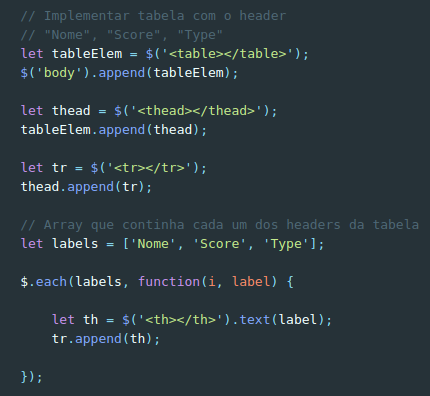 // Implementar tabela com o header
// "Nome", "Score", "Type"
let tableElem = $('<table></table>');
$('body').append(tableElem);
let thead = $('<thead></thead>');
tableElem.append(thead);
let tr = $('<tr></tr>');
thead.append(tr);
// Array que continha cada um dos headers da tabela
let labels = ['Nome', 'Score', 'Type'];
$.each(labels, function(i, label) {
let th = $('<th></th>').text(label);
tr.append(th);
});